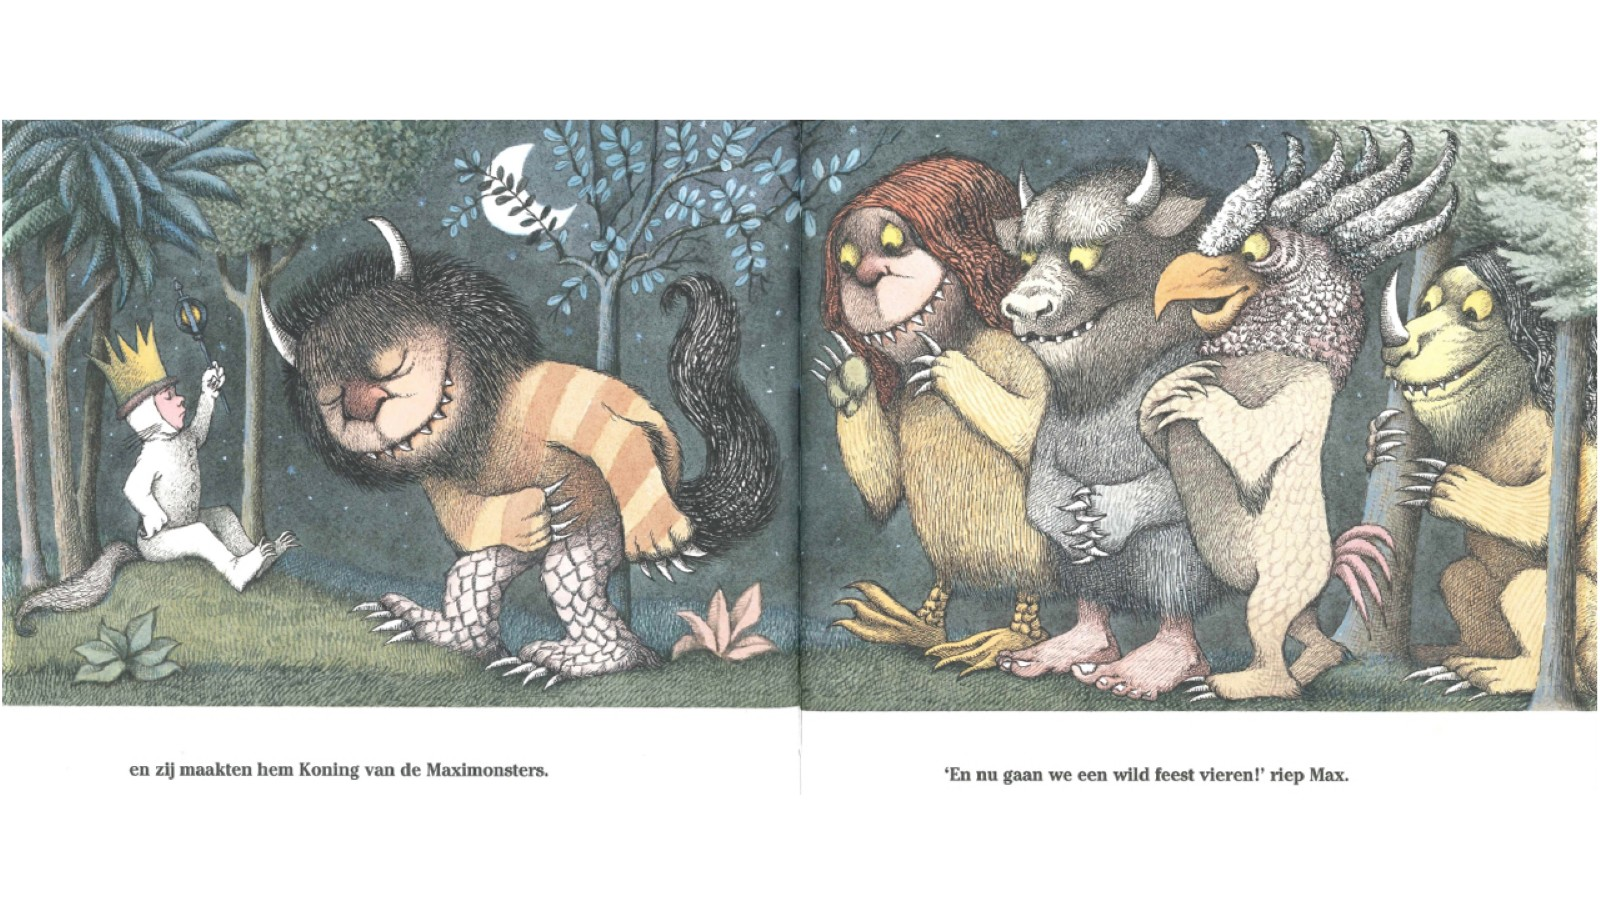 en zij maakten hem Koning van de Maximonsters.
‘En nu gaan we een wild feest vieren!’ riep Max.